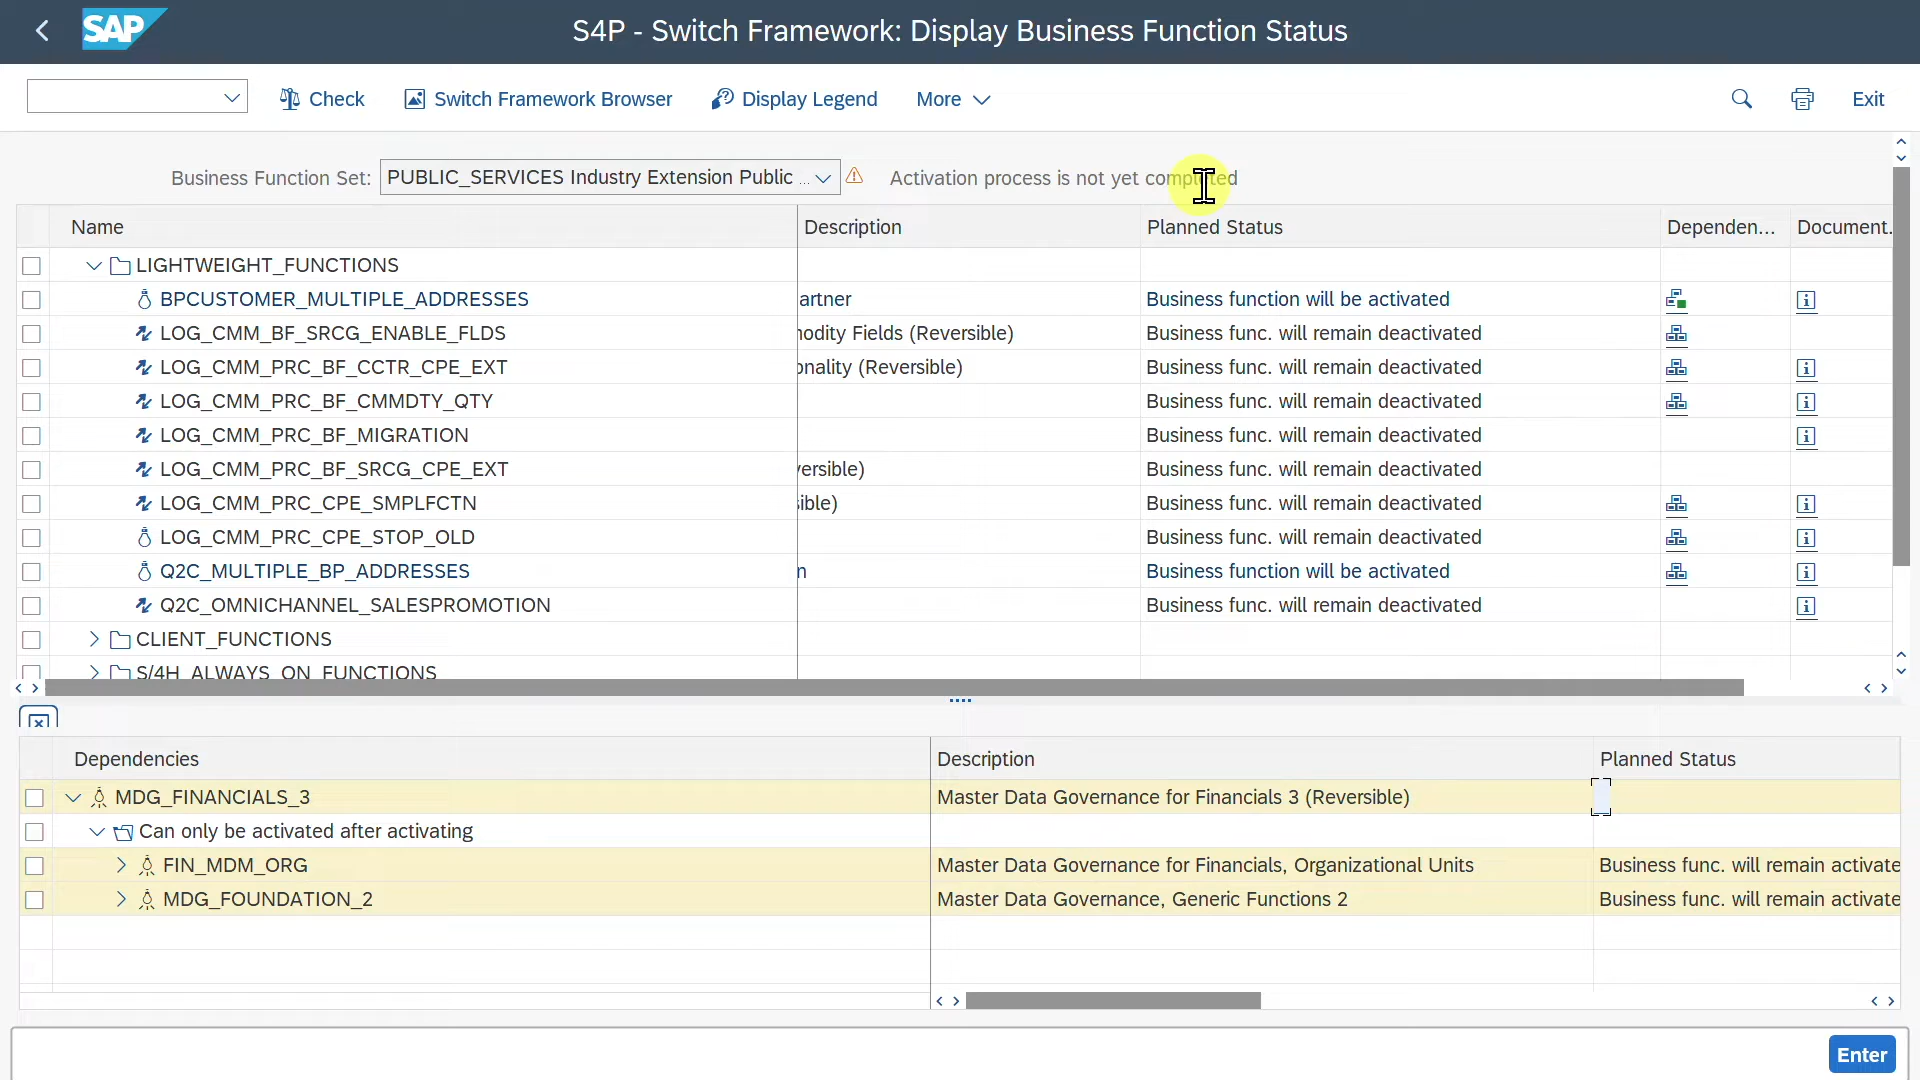 SAP
S4P - Switch Framework: Display Business Function Status
Check
Switch Framework Browser
Display Legend
More
Exit
Business Function Set: PUBLIC_SERVICES Industry Extension Public ... Activation process is not yet completed
Name Description Planned Status Dependen... Document.
LIGHTWEIGHT_FUNCTIONS
BPCUSTOMER_MULTIPLE_ADDRESSES artner Business function will be activated
LOG_CMM_BF_SRCG_ENABLE_FLDS nodity Fields (Reversible) Business func. will remain deactivated
LOG_CMM_PRC_BF_CCTR_CPE_EXT onality (Reversible) Business func. will remain deactivated
LOG_CMM_PRC_BF_CMMDTY_QTY Business func. will remain deactivated
LOG_CMM_PRC_BF_MIGRATION Business func. will remain deactivated
LOG_CMM_PRC_BF_SRCG_CPE_EXT versible) Business func. will remain deactivated
LOG_CMM_PRC_CPE_SMPLFCTN sible) Business func. will remain deactivated
LOG_CMM_PRC_CPE_STOP_OLD Business func. will remain deactivated
Q2C_MULTIPLE_BP_ADDRESSES n Business function will be activated
Q2C_OMNICHANNEL_SALESPROMOTION Business func. will remain deactivated
CLIENT_FUNCTIONS
S/4H_ALWAYS_ON_FUNCTIONS
Dependencies Description Planned Status
MDG_FINANCIALS_3 Master Data Governance for Financials 3 (Reversible)
Can only be activated after activating
FIN_MDM_ORG Master Data Governance for Financials, Organizational Units Business func. will remain activate
MDG_FOUNDATION_2 Master Data Governance, Generic Functions 2 Business func. will remain activate
Enter